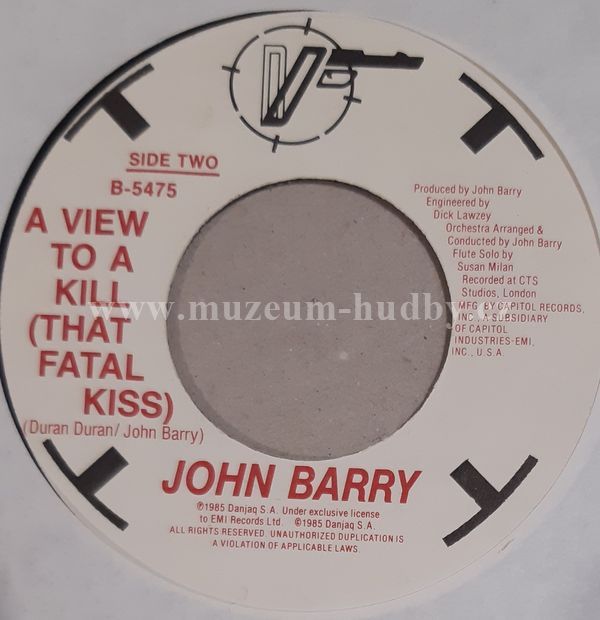 SIDE TWO
B-5475
A VIEW
TO A
KILL
(THAT
FATAL
KISS)
(Duran Duran/ John Barry)
Produced by John Barry
Engineered by
Dick Lawzey
Orchestra Arranged &
Conducted by John Barry
Flute Solo by
Susan Milan
Recorded at CTS
Studios, London
MFG. BY CAPITOL RECORDS,
INC., A SUBSIDIARY
OF CAPITOL
INDUSTRIES-EMI,
INC., U.S.A.
www.muzeum-hudby.cz
JOHN BARRY
℗1985 Danjaq S.A. Under exclusive license
to EMI Records Ltd. ©1985 Danjaq S.A.
ALL RIGHTS RESERVED. UNAUTHORIZED DUPLICATION IS
A VIOLATION OF APPLICABLE LAWS.